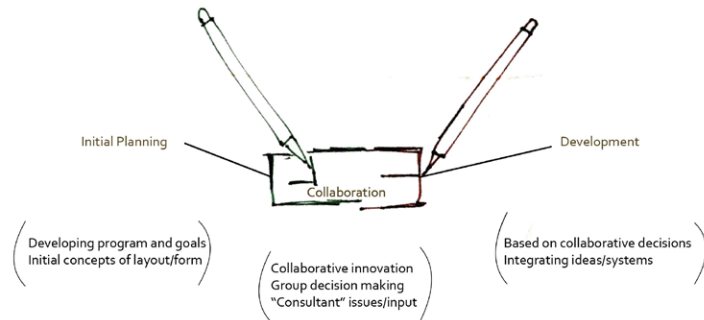 Initial Planning
Development
Collaboration
Developing program and goals
Initial concepts of layout/form
Collaborative innovation
Group decision making
“Consultant” issues/input
Based on collaborative decisions
Integrating ideas/systems